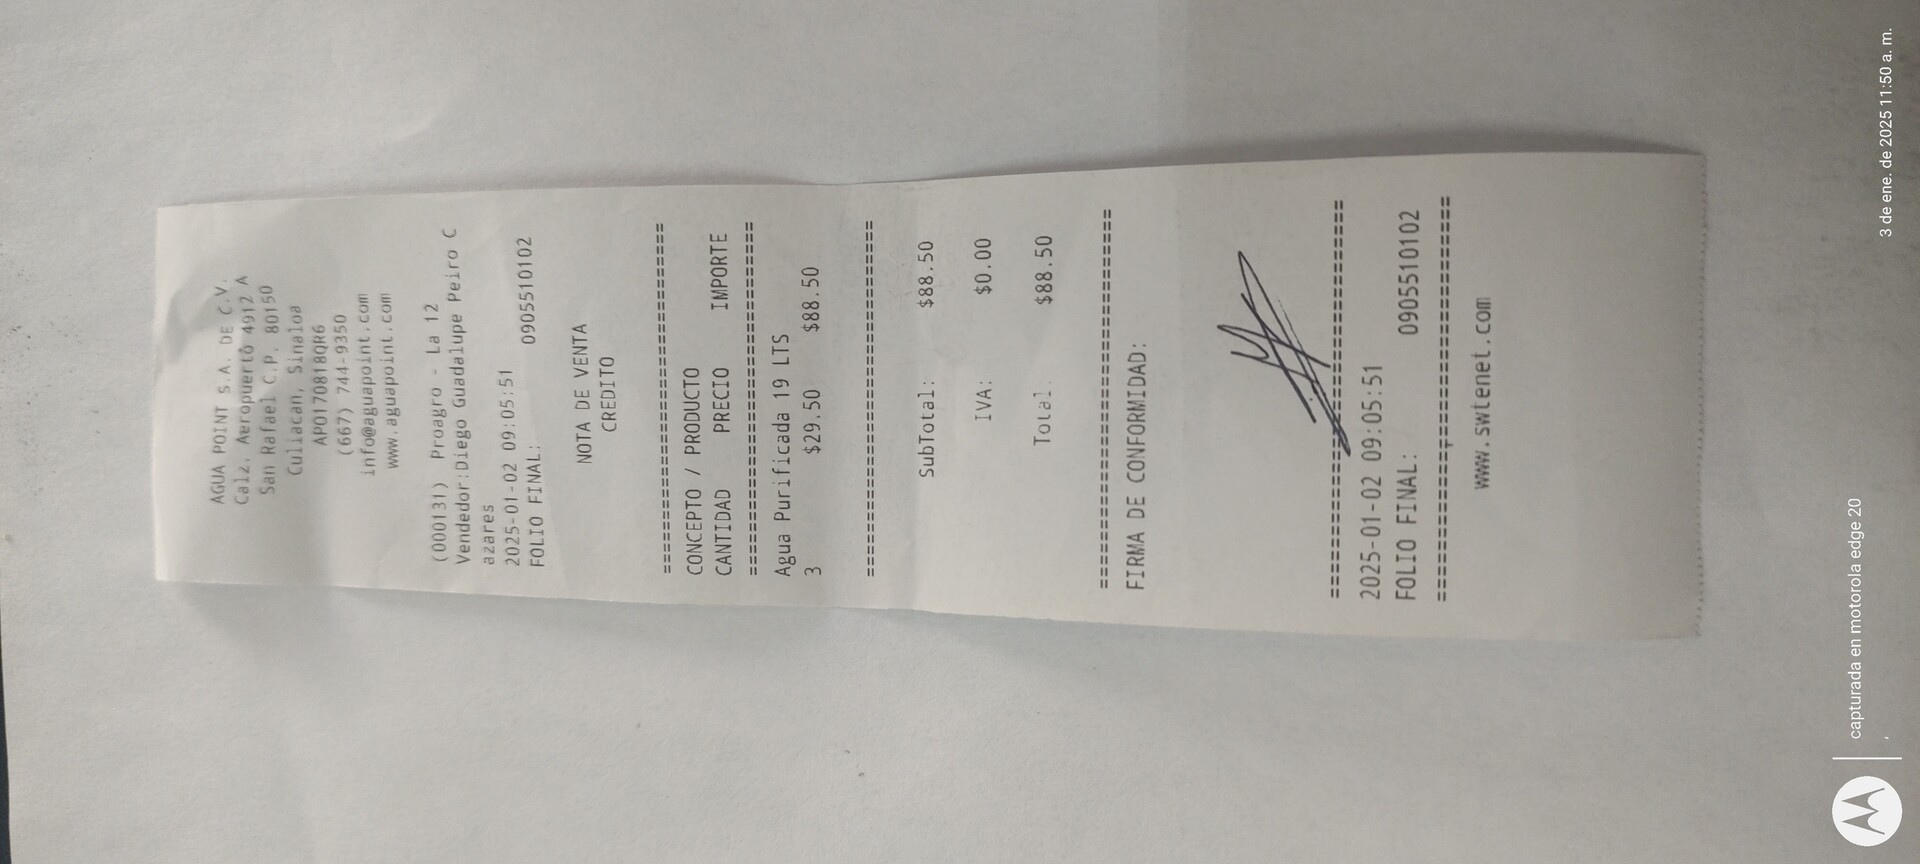 AGUA POINT S.A. DE C.V.
Calz. Aeropuerto 4912 A
San Rafael C.P. 80150
Culiacan, Sinaloa
APO170818QR6
(667) 744-9350
info@aguapoint.com
www.aguapoint.com
(000131) Proagro - La 12
Vendedor:Diego Guadalupe Peiro C
azares
2025-01-02 09:05:51
FOLIO FINAL: 0905510102
NOTA DE VENTA
CREDITO
================================
CONCEPTO / PRODUCTO
CANTIDAD PRECIO IMPORTE
================================
Agua Purificada 19 LTS
3 $29.50 $88.50
================================
SubTotal: $88.50
IVA: $0.00
Total: $88.50
================================
FIRMA DE CONFORMIDAD:
================================
2025-01-02 09:05:51
FOLIO FINAL: 0905510102
================================
www.swtenet.com
capturada en motorola edge 20
3 de ene. de 2025 11:50 a. m.